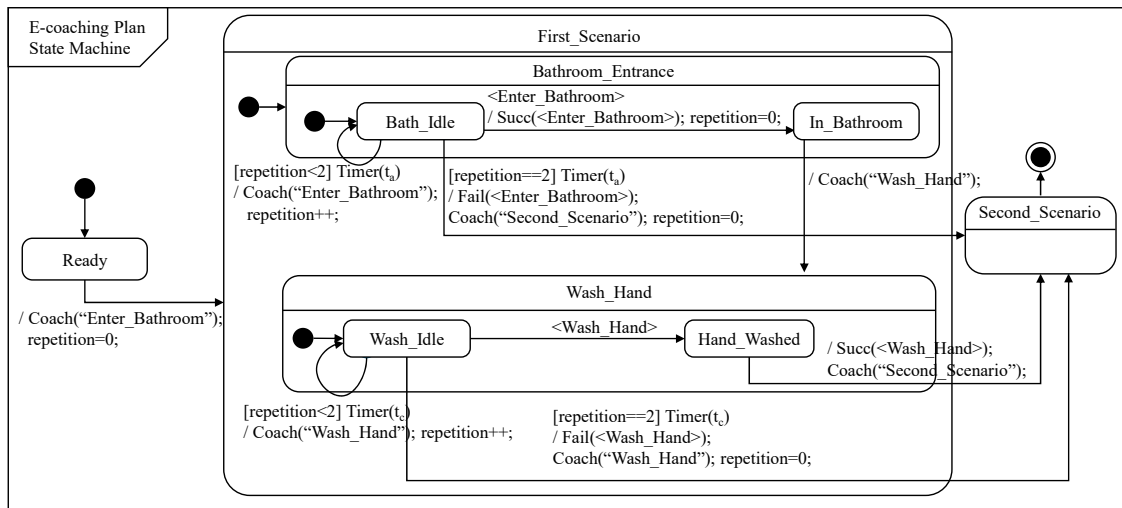 E-coaching Plan
State Machine
First_Scenario
Bathroom_Entrance
<Enter_Bathroom>
/ Succ(<Enter_Bathroom>); repetition=0;
Bath_Idle
In_Bathroom
[repetition<2] Timer(tₐ)
/ Coach(“Enter_Bathroom”);
repetition++;
[repetition==2] Timer(tₐ)
/ Fail(<Enter_Bathroom>);
Coach(“Second_Scenario”); repetition=0;
/ Coach(“Wash_Hand”);
Second_Scenario
Ready
/ Coach(“Enter_Bathroom”);
repetition=0;
Wash_Hand
Wash_Idle
<Wash_Hand>
Hand_Washed
/ Succ(<Wash_Hand>);
Coach(“Second_Scenario”);
[repetition<2] Timer(t_c)
/ Coach(“Wash_Hand”); repetition++;
[repetition==2] Timer(t_c)
/ Fail(<Wash_Hand>);
Coach(“Wash_Hand”); repetition=0;